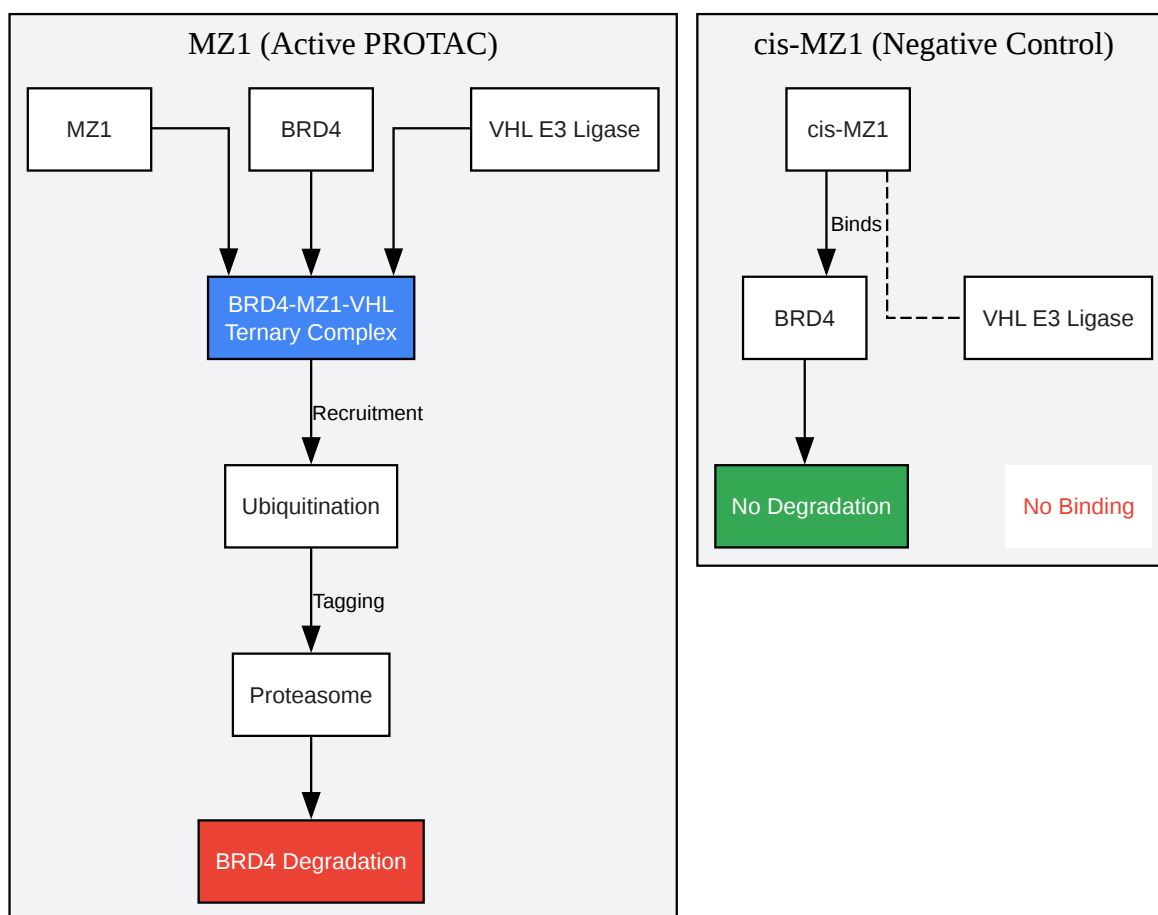 MZ1 (Active PROTAC)
MZ1
BRD4
VHL E3 Ligase
BRD4-MZ1-VHL
Ternary Complex
Recruitment
Ubiquitination
Tagging
Proteasome
BRD4 Degradation
cis-MZ1 (Negative Control)
cis-MZ1
Binds
BRD4
VHL E3 Ligase
No Degradation
No Binding